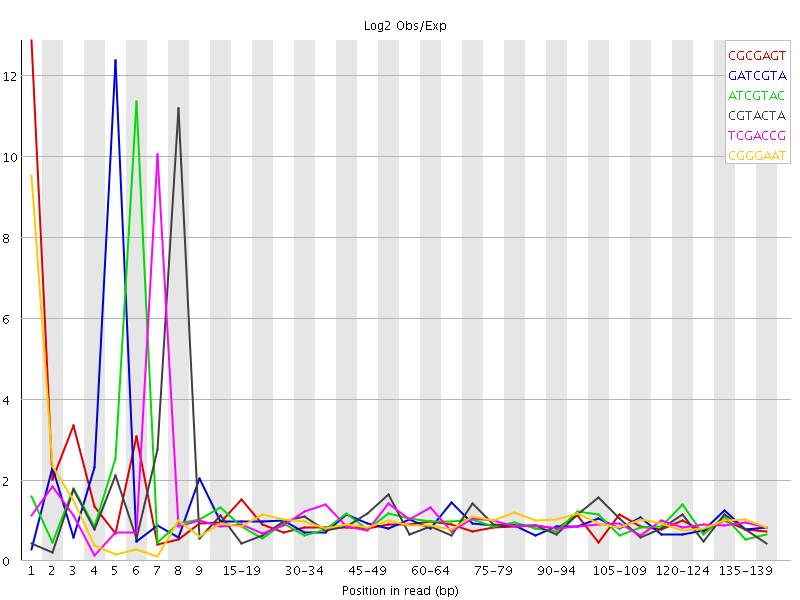 Log2 Obs/Exp
CGCGAGT
GATCGTA
ATCGTAC
CGTACTA
TCGACCG
CGGGAAT
12
10
8
6
4
2
0
1 2 3 4 5 6 7 8 9 15-19 30-34 45-49 60-64 75-79 90-94 105-109 120-124 135-139
Position in read (bp)